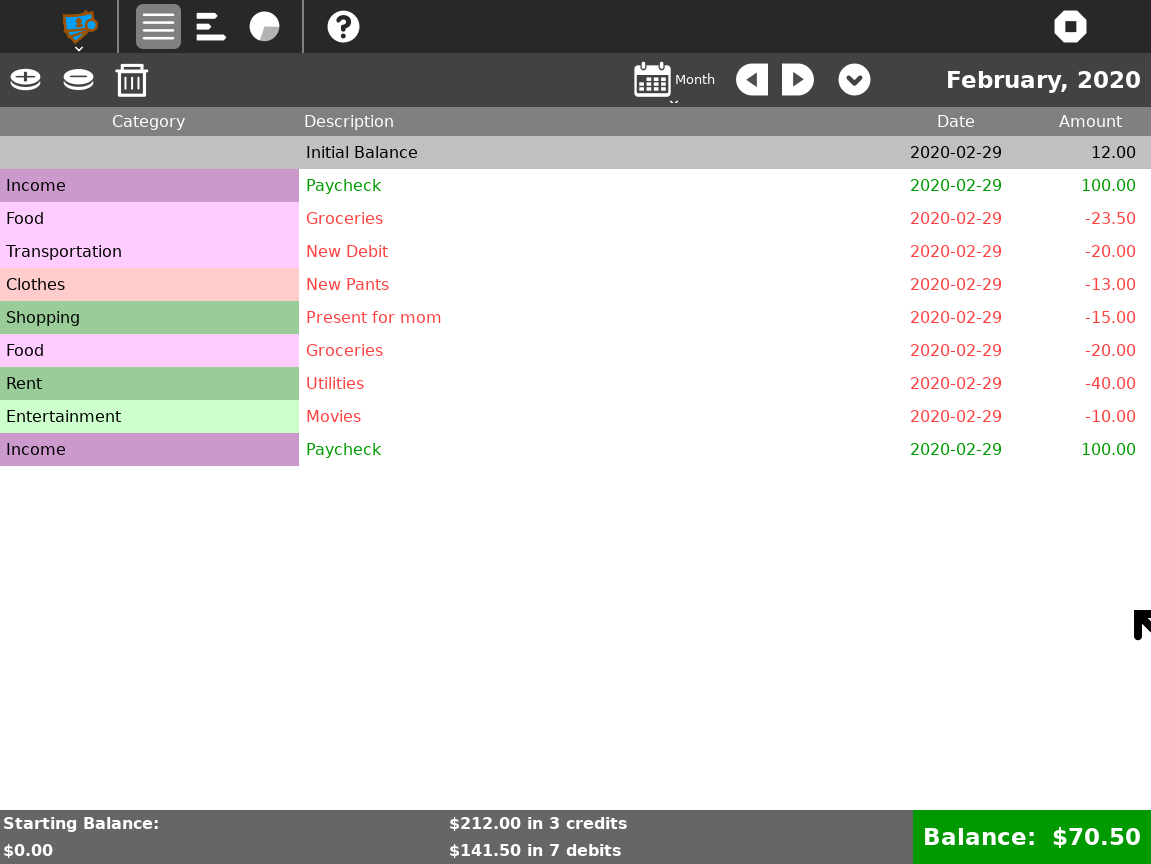 Month
February, 2020
Category Description Date Amount
Initial Balance 2020-02-29 12.00
Income Paycheck 2020-02-29 100.00
Food Groceries 2020-02-29 -23.50
Transportation New Debit 2020-02-29 -20.00
Clothes New Pants 2020-02-29 -13.00
Shopping Present for mom 2020-02-29 -15.00
Food Groceries 2020-02-29 -20.00
Rent Utilities 2020-02-29 -40.00
Entertainment Movies 2020-02-29 -10.00
Income Paycheck 2020-02-29 100.00
Starting Balance: $212.00 in 3 credits
$0.00 $141.50 in 7 debits
Balance: $70.50